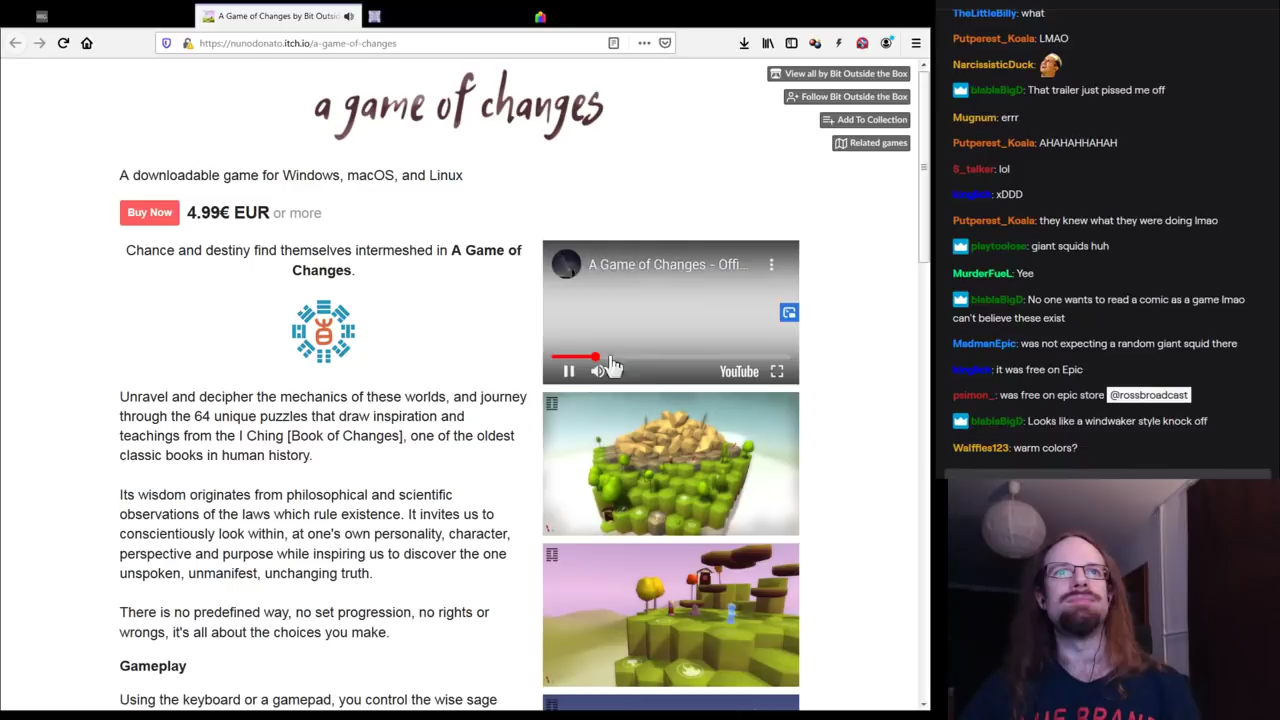 A Game of Changes by Bit Outsid
https://nunodonato.itch.io/a-game-of-changes
a game of changes
View all by Bit Outside the Box
Follow Bit Outside the Box
Add To Collection
Related games
A downloadable game for Windows, macOS, and Linux
Buy Now 4.99€ EUR or more
Chance and destiny find themselves intermeshed in A Game of
Changes.
Unravel and decipher the mechanics of these worlds, and journey
through the 64 unique puzzles that draw inspiration and
teachings from the I Ching [Book of Changes], one of the oldest
classic books in human history.
Its wisdom originates from philosophical and scientific
observations of the laws which rule existence. It invites us to
conscientiously look within, at one's own personality, character,
perspective and purpose while inspiring us to discover the one
unspoken, unmanifest, unchanging truth.
There is no predefined way, no set progression, no rights or
wrongs, it's all about the choices you make.
Gameplay
Using the keyboard or a gamepad, you control the wise sage
A Game of Changes - Offi...
YouTube
TheLittleBilly: what
Putperest_Koala: LMAO
NarcissisticDuck:
blablaBigD: That trailer just pissed me off
Mugnum: errr
Putperest_Koala: AHAHAHHAHAH
S_talker: lol
: xDDD
Putperest_Koala: they knew what they were doing lmao
playtoolose: giant squids huh
MurderFueL: Yee
blablaBigD: No one wants to read a comic as a game lmao
can't believe these exist
MadmanEpic: was not expecting a random giant squid there
: it was free on Epic
psimon_: was free on epic store @rossbroadcast
blablaBigD: Looks like a windwaker style knock off
Walffles123: warm colors?